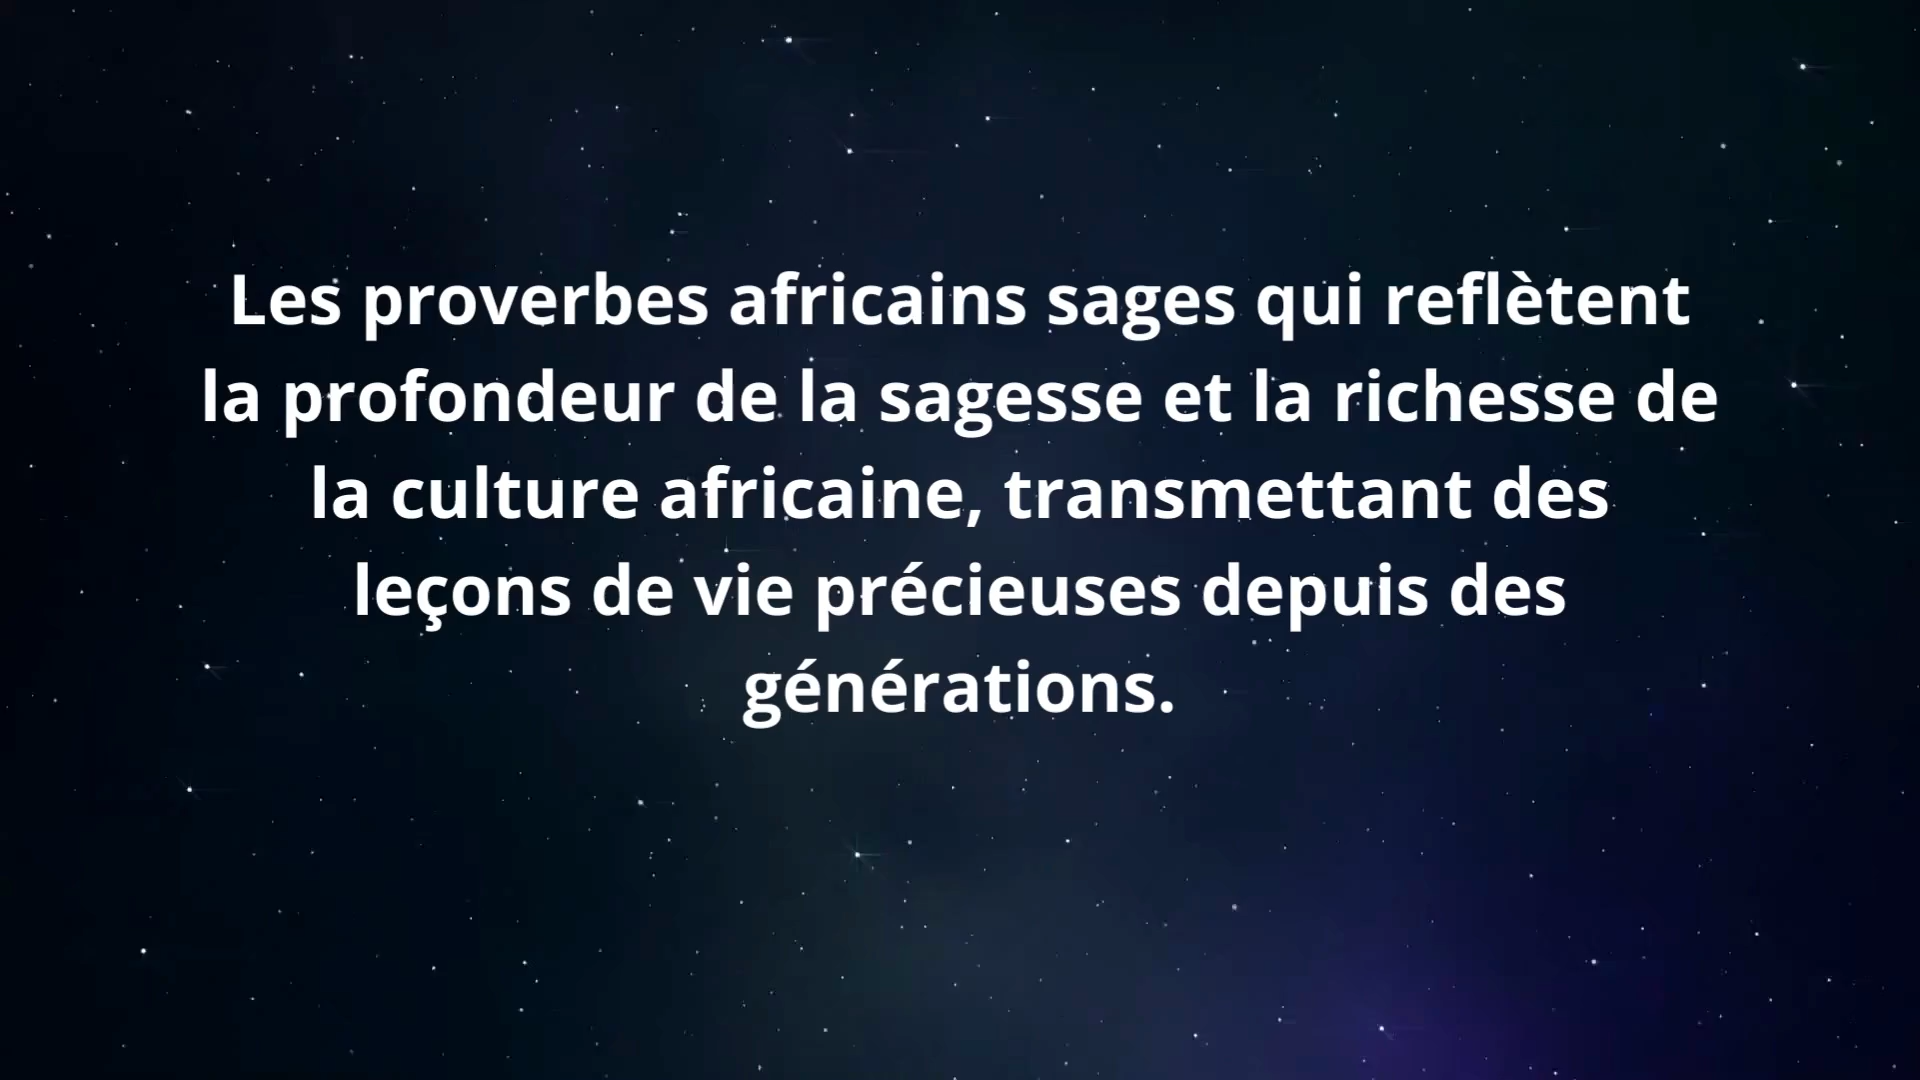 Les proverbes africains sages qui reflètent
la profondeur de la sagesse et la richesse de
la culture africaine, transmettant des
leçons de vie précieuses depuis des
générations.